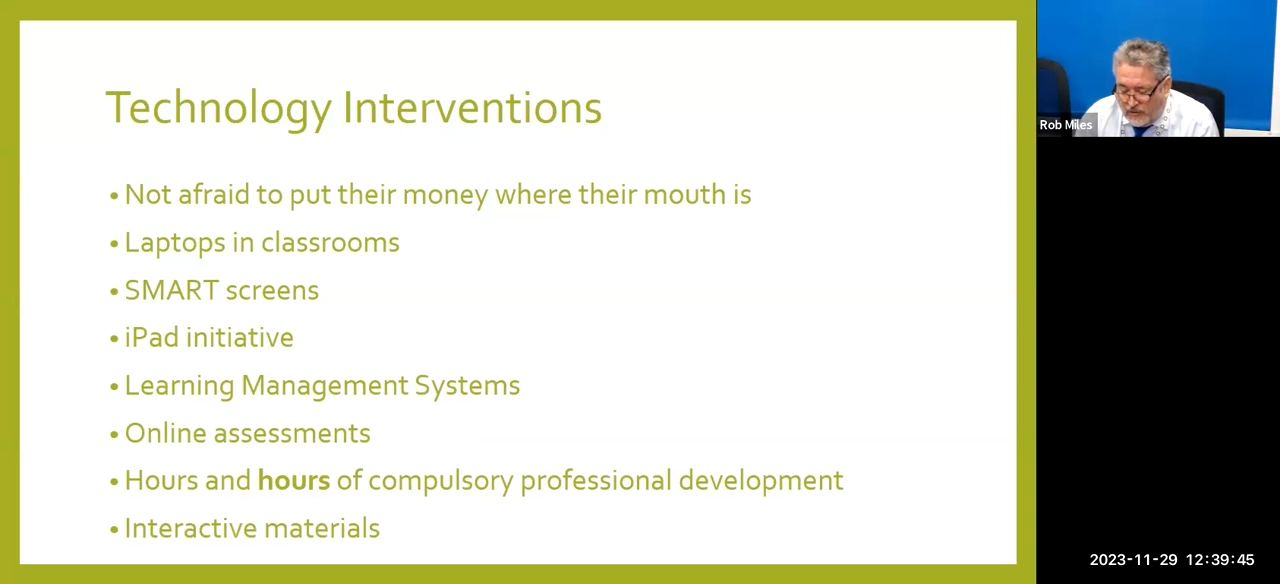 Technology Interventions
• Not afraid to put their money where their mouth is
• Laptops in classrooms
• SMART screens
• iPad initiative
• Learning Management Systems
• Online assessments
• Hours and hours of compulsory professional development
• Interactive materials
Rob Miles
2023-11-29 12:39:45